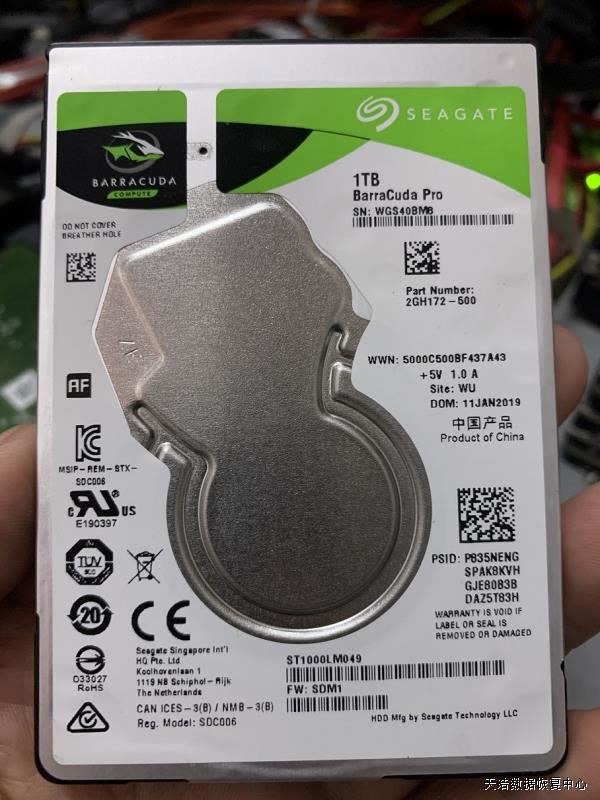 SEAGATE
BARRACUDA
COMPUTE
1TB
BarraCuda Pro
SN: WGS40BM6
DO NOT COVER
BREATHER HOLE
Part Number:
2GH172-500
WWN: 5000C500BF437A43
+5V 1.0 A
Site: WU
DOM: 11JAN2019
中国产品
Product of China
AF
MSIP-REM-STX-
SDC006
c RU ® US
E190397
TÜV
PSID: P635NENG
SPAK8KVH
GJE80B3B
DAZ5T83H
WARRANTY IS VOID IF
LABEL OR SEAL IS
REMOVED OR DAMAGED
20
CE
D33027
RoHS
Seagate Singapore Int'l
HQ Pte. Ltd
Koolhovenlaan 1
1119 NB Schiphol-Rijk
The Netherlands
CAN ICES-3(B) / NMB-3(B)
Reg. Model: SDC006
ST1000LM049
FW: SDM1
HDD Mfg by Seagate Technology LLC
天浩数据恢复中心